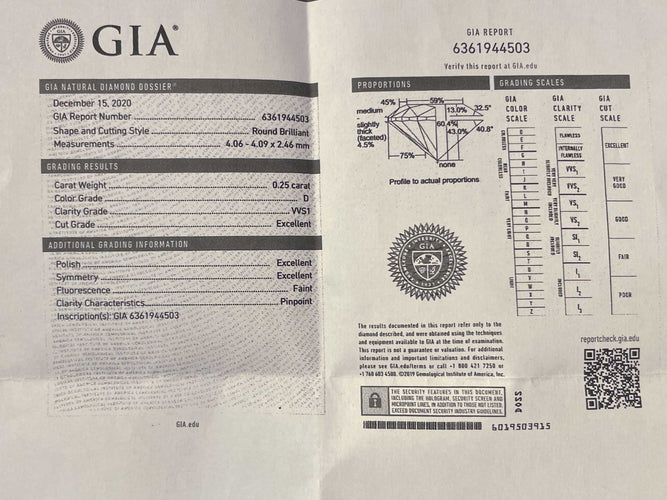 GIA®
GIA NATURAL DIAMOND DOSSIER®
December 15, 2020
GIA Report Number 6361944503
Shape and Cutting Style Round Brilliant
Measurements 4.06 - 4.09 x 2.46 mm
GRADING RESULTS
Carat Weight 0.25 carat
Color Grade D
Clarity Grade VVS1
Cut Grade Excellent
ADDITIONAL GRADING INFORMATION
Polish Excellent
Symmetry Excellent
Fluorescence Faint
Clarity Characteristics Pinpoint
Inscription(s): GIA 6361944503
GIA.edu
GIA REPORT
6361944503
Verify this report at GIA.edu
PROPORTIONS
45%
59%
medium
-
slightly
thick
(faceted)
4.5%
13.0%
32.5°
60.4%
43.0%
40.8°
75%
none
Profile to actual proportions
GIA
GRADING SCALES
GIA
COLOR
SCALE
D
E
F
G
H
I
J
K
L
M
N
O
P
Q
R
S
T
U
V
W
X
Y
Z
GIA
CLARITY
SCALE
FLAWLESS
INTERNALLY
FLAWLESS
VVS1
VVS2
VS1
VS2
SI1
SI2
I1
I2
I3
GIA
CUT
SCALE
EXCELLENT
VERY
GOOD
GOOD
FAIR
POOR
The results documented in this report refer only to the
diamond described, and were obtained using the techniques
and equipment available to GIA at the time of examination.
This report is not a guarantee or valuation. For additional
information and important limitations and disclaimers,
please see GIA.edu/terms or call +1 800 421 7250 or
+1 760 603 4500. ©2019 Gemological Institute of America, Inc.
THE SECURITY FEATURES IN THIS DOCUMENT,
INCLUDING THE HOLOGRAM, SECURITY SCREEN AND
MICROPRINT LINES, IN ADDITION TO THOSE NOT LISTED,
EXCEED DOCUMENT SECURITY INDUSTRY GUIDELINES.
reportcheck.gia.edu
6019503915